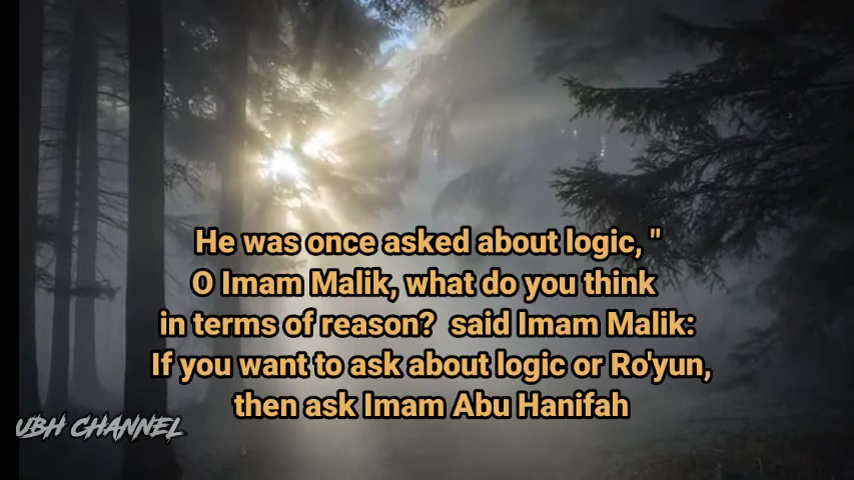 He was once asked about logic, "
O Imam Malik, what do you think
in terms of reason?  said Imam Malik:
If you want to ask about logic or Ro'yun,
then ask Imam Abu Hanifah
UBH CHANNEL